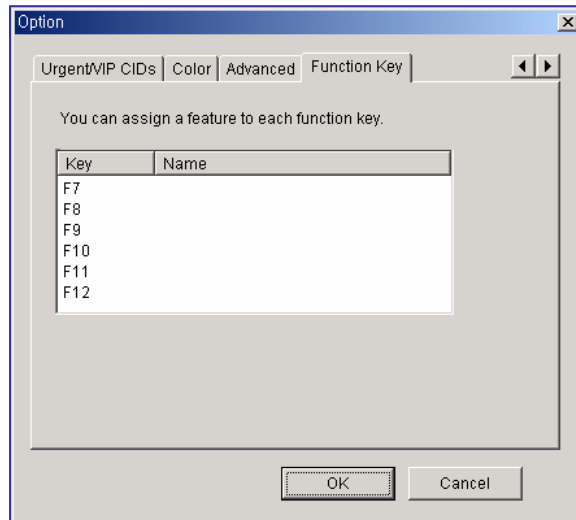 Option
Urgent/VIP CIDs Color Advanced Function Key
You can assign a feature to each function key.
Key Name
F7
F8
F9
F10
F11
F12
OK Cancel